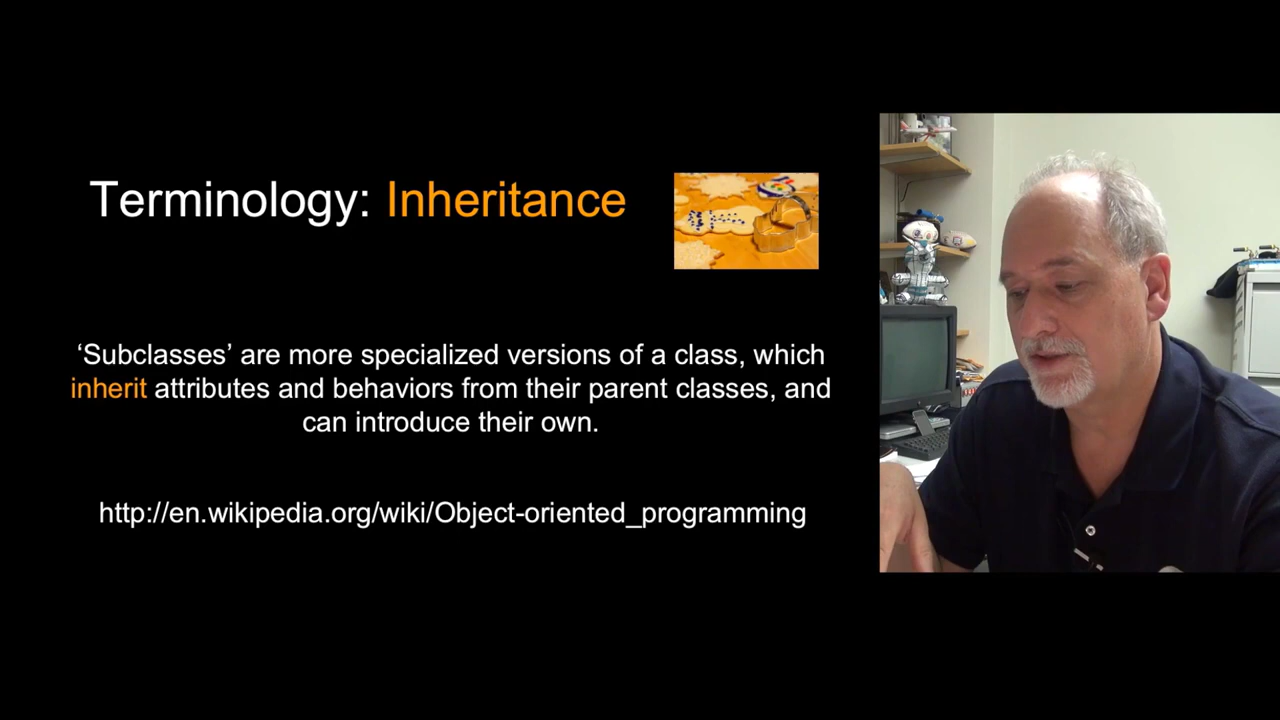 Terminology: Inheritance
‘Subclasses’ are more specialized versions of a class, which
inherit attributes and behaviors from their parent classes, and
can introduce their own.
http://en.wikipedia.org/wiki/Object-oriented_programming